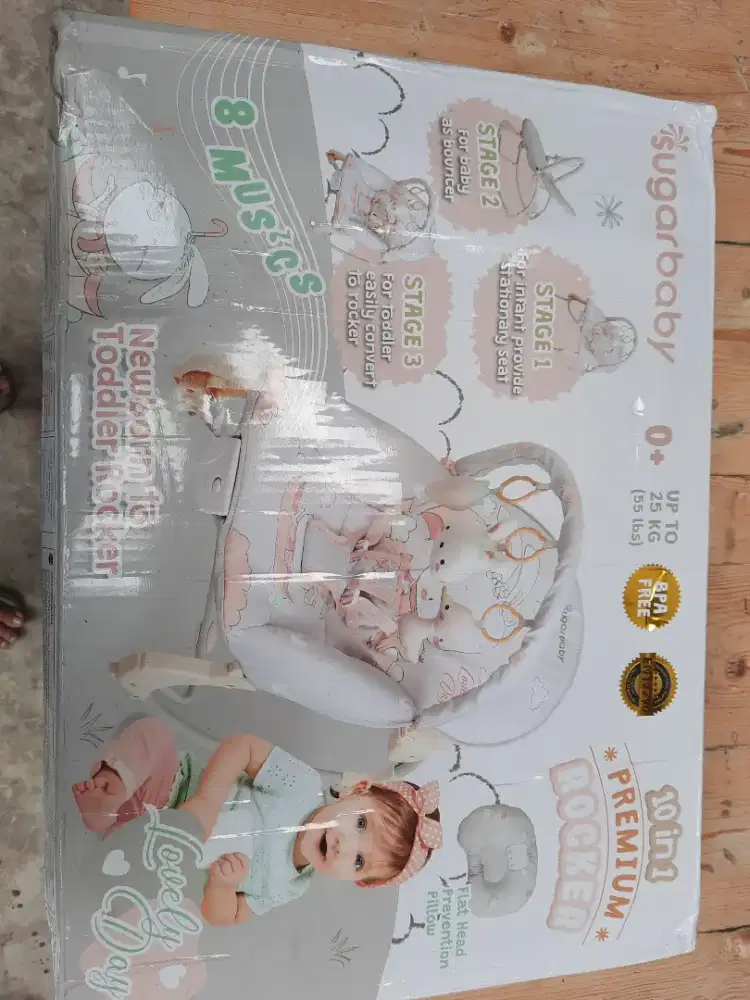 sugarbaby
0+
UP TO
25 KG
(55 lbs)
BPA
FREE
10 in 1
PREMIUM
ROCKER
STAGE 1
For infant provide
stationaly seat
STAGE 2
For baby
as bouncer
STAGE 3
For toddler
easily convert
to rocker
8 MUSICS
sugarbaby
Flat Head
Prevention
Pillow
Newborn to
Toddler Rocker
Lovely
Day